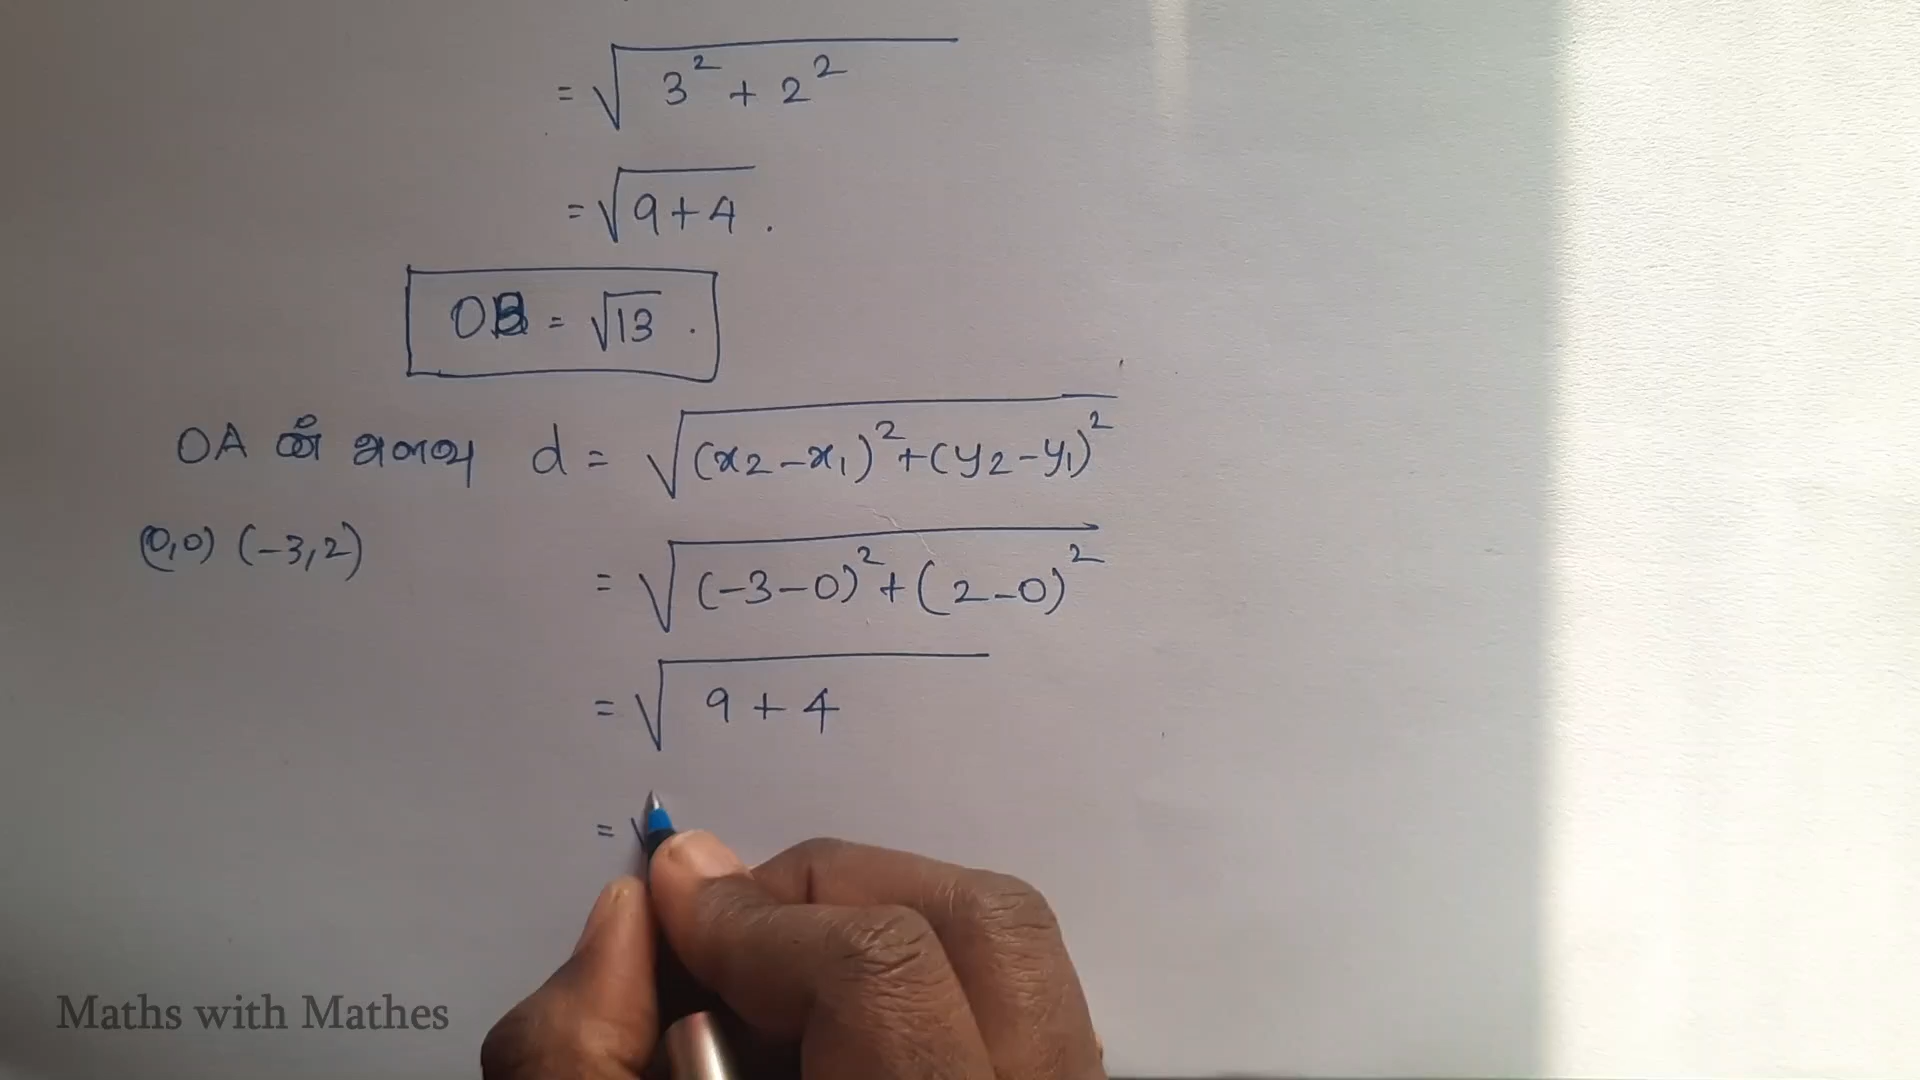 = √3² + 2²
= √9+4 .
OB = √13 .
OA ன் அளவு d = √(x2-x1)²+(y2-y1)²
(0,0) (-3,2)
= √(-3-0)²+(2-0)²
= √9+4
= √
Maths with Mathes